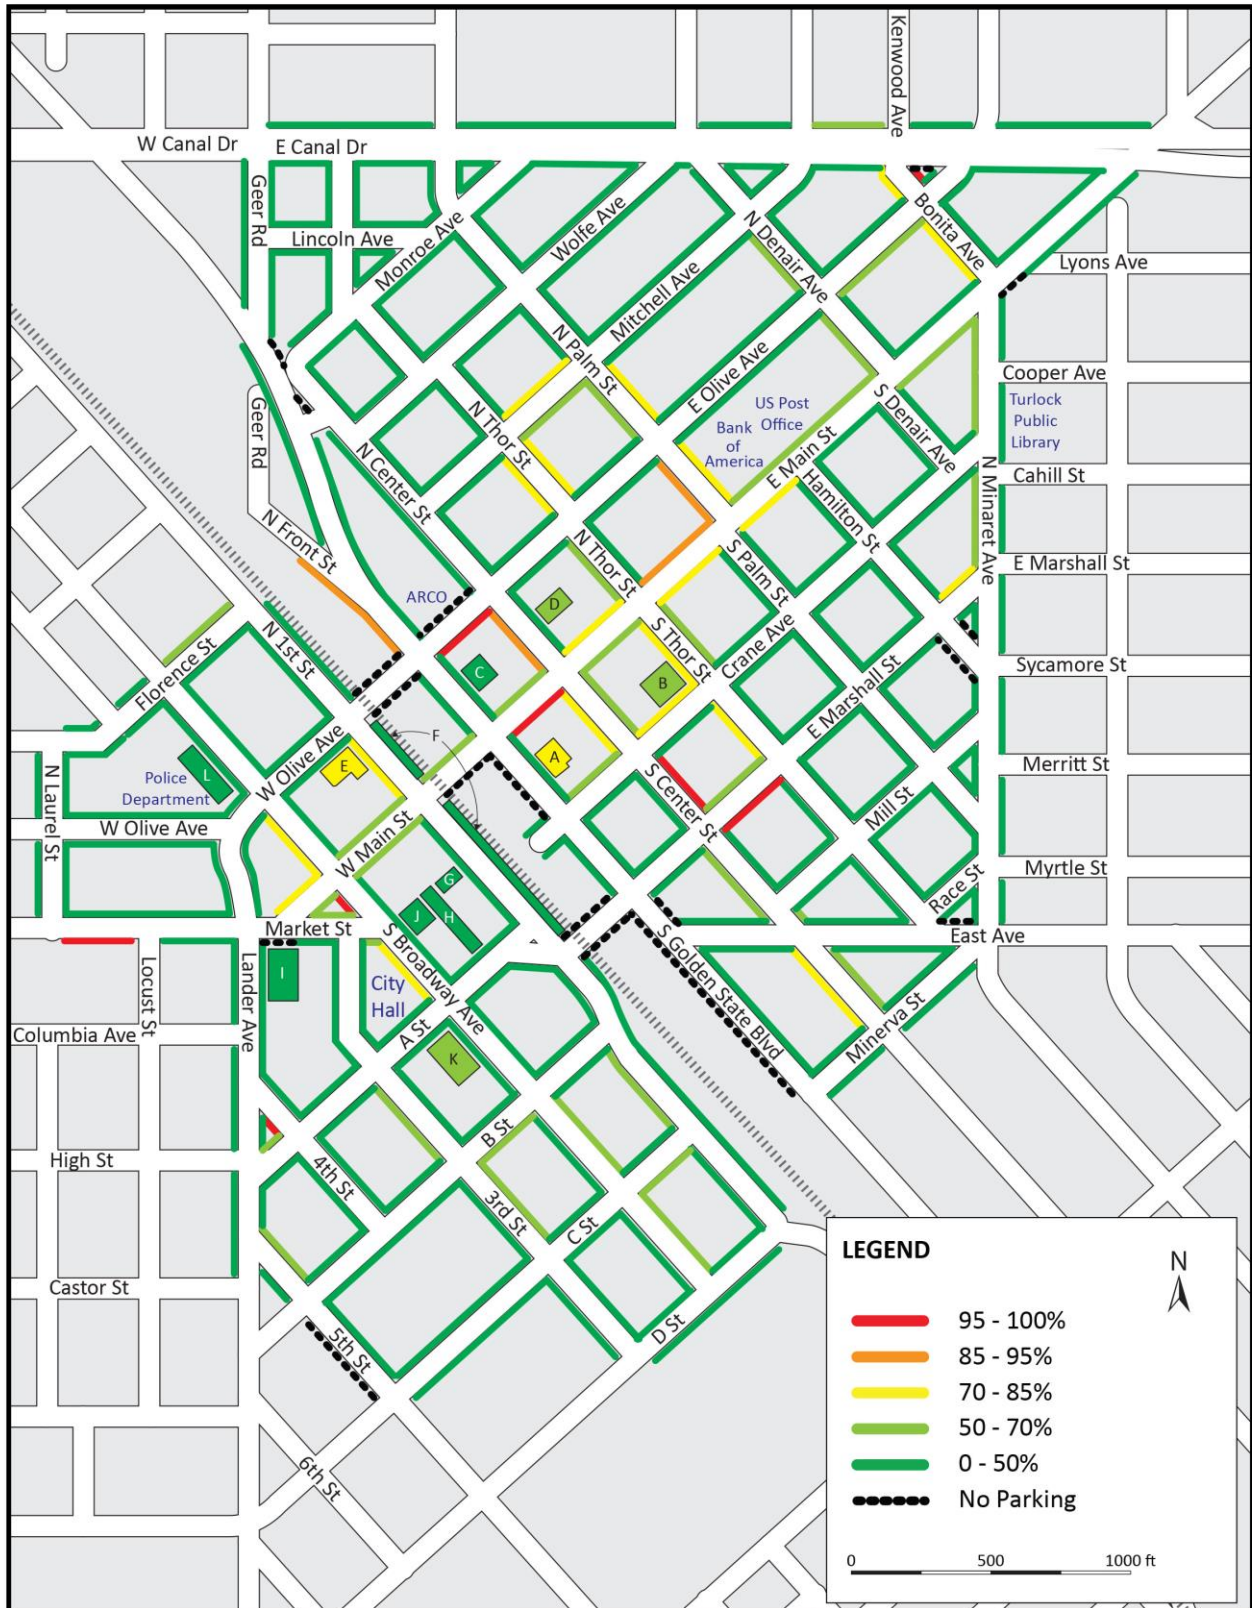 Kenwood Ave
W Canal Dr
E Canal Dr
Geer Rd
Lincoln Ave
Monroe Ave
Wolfe Ave
Mitchell Ave
N Denair Ave
Bonita Ave
Lyons Ave
N Palm St
E Olive Ave
S Denair Ave
Cooper Ave
Turlock
Public
Library
US Post
Office
Bank
of
America
E Main St
Hamilton St
Cahill St
N Minaret Ave
Geer Rd
N Center St
N Thor St
N Front St
N Thor St
S Palm St
E Marshall St
ARCO
D
C
B
A
S Thor St
Crane Ave
E Marshall St
Sycamore St
Florence St
N 1st St
W Olive Ave
F
E
L
Police
Department
N Laurel St
W Olive Ave
W Main St
S Center St
Mill St
Merritt St
Myrtle St
Race St
East Ave
G
H
J
I
Market St
S Broadway Ave
S Golden State Blvd
Minerva St
City
Hall
Lander Ave
Locust St
Columbia Ave
A St
K
B St
High St
4th St
3rd St
C St
Castor St
D St
5th St
6th St
LEGEND
N
95 - 100%
85 - 95%
70 - 85%
50 - 70%
0 - 50%
No Parking
0 500 1000 ft